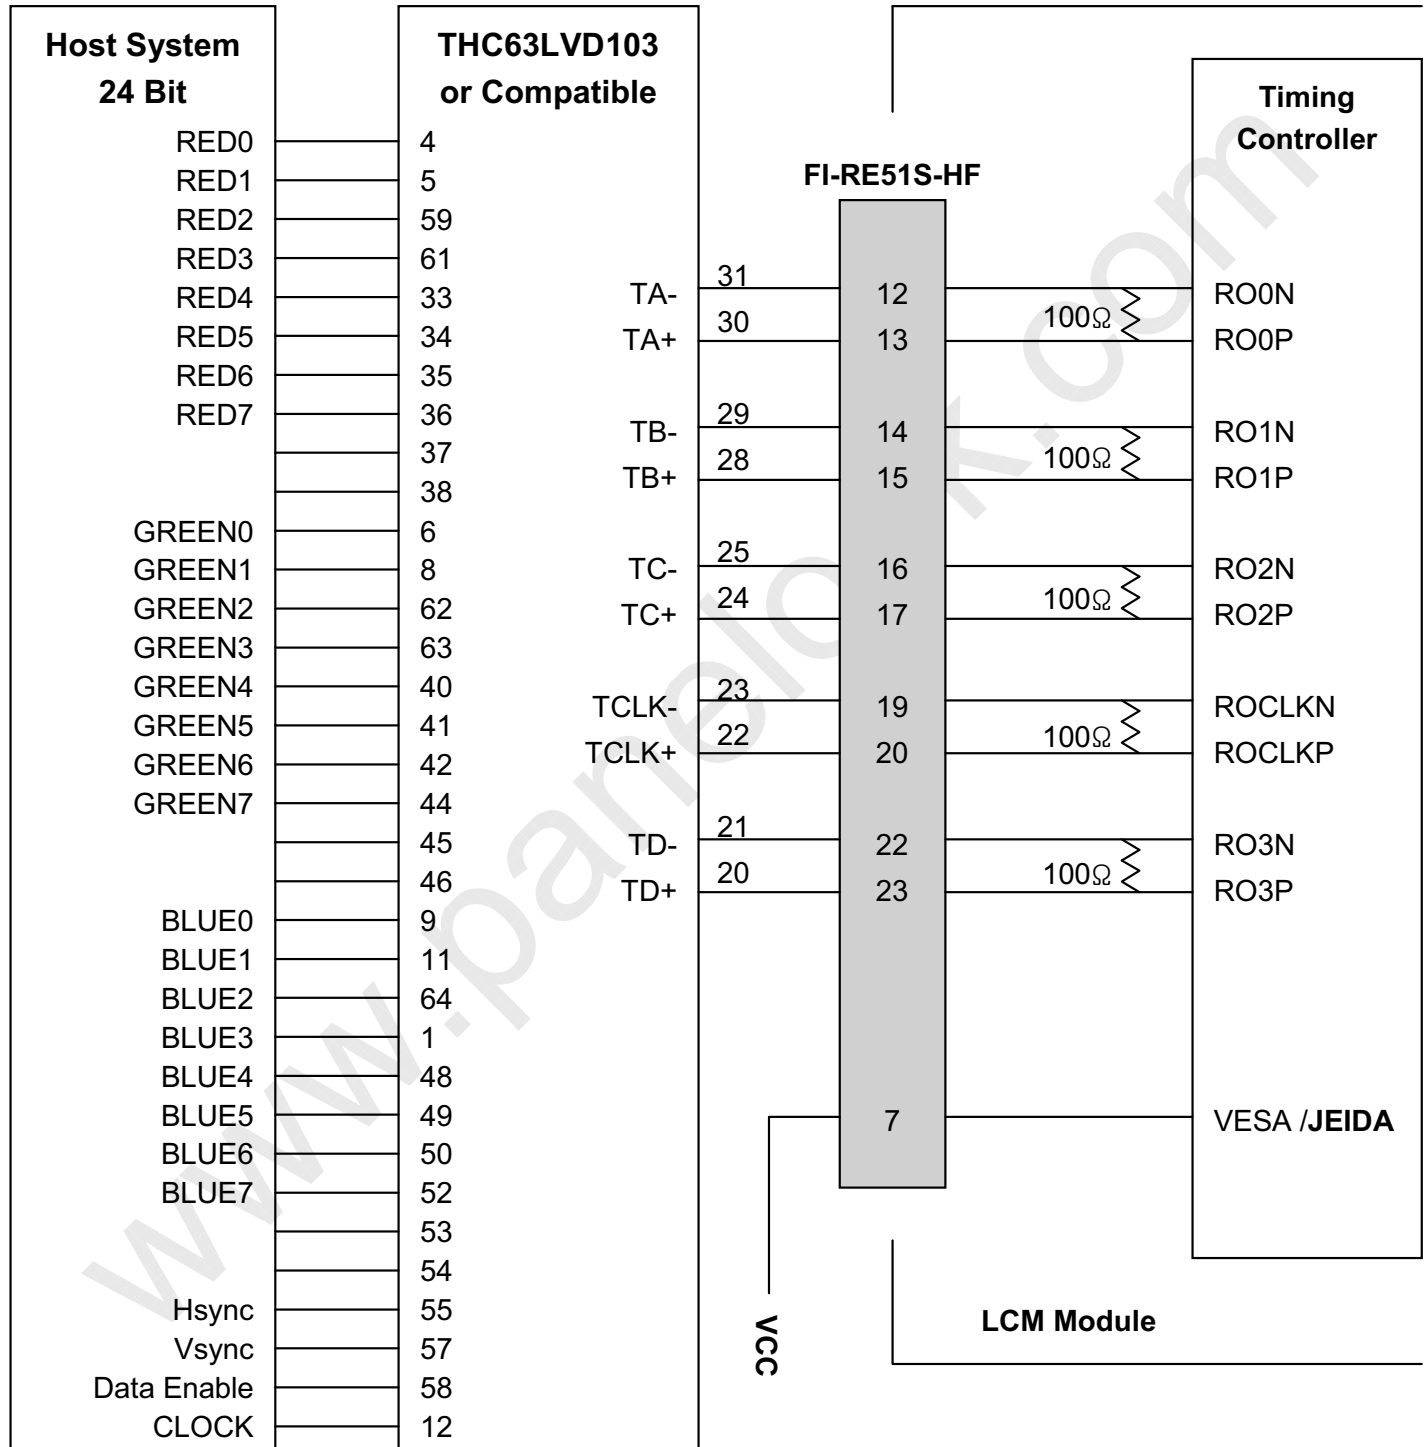 Host System
24 Bit
RED0
RED1
RED2
RED3
RED4
RED5
RED6
RED7
GREEN0
GREEN1
GREEN2
GREEN3
GREEN4
GREEN5
GREEN6
GREEN7
BLUE0
BLUE1
BLUE2
BLUE3
BLUE4
BLUE5
BLUE6
BLUE7
Hsync
Vsync
Data Enable
CLOCK
THC63LVD103
or Compatible
4
5
59
61
33
34
35
36
37
38
6
8
62
63
40
41
42
44
45
46
9
11
64
1
48
49
50
52
53
54
55
57
58
12
TA- 31
TA+ 30
TB- 29
TB+ 28
TC- 25
TC+ 24
TCLK- 23
TCLK+ 22
TD- 21
TD+ 20
VCC
FI-RE51S-HF
12
13
14
15
16
17
19
20
22
23
7
100Ω
100Ω
100Ω
100Ω
100Ω
Timing
Controller
RO0N
RO0P
RO1N
RO1P
RO2N
RO2P
ROCLKN
ROCLKP
RO3N
RO3P
VESA /JEIDA
LCM Module